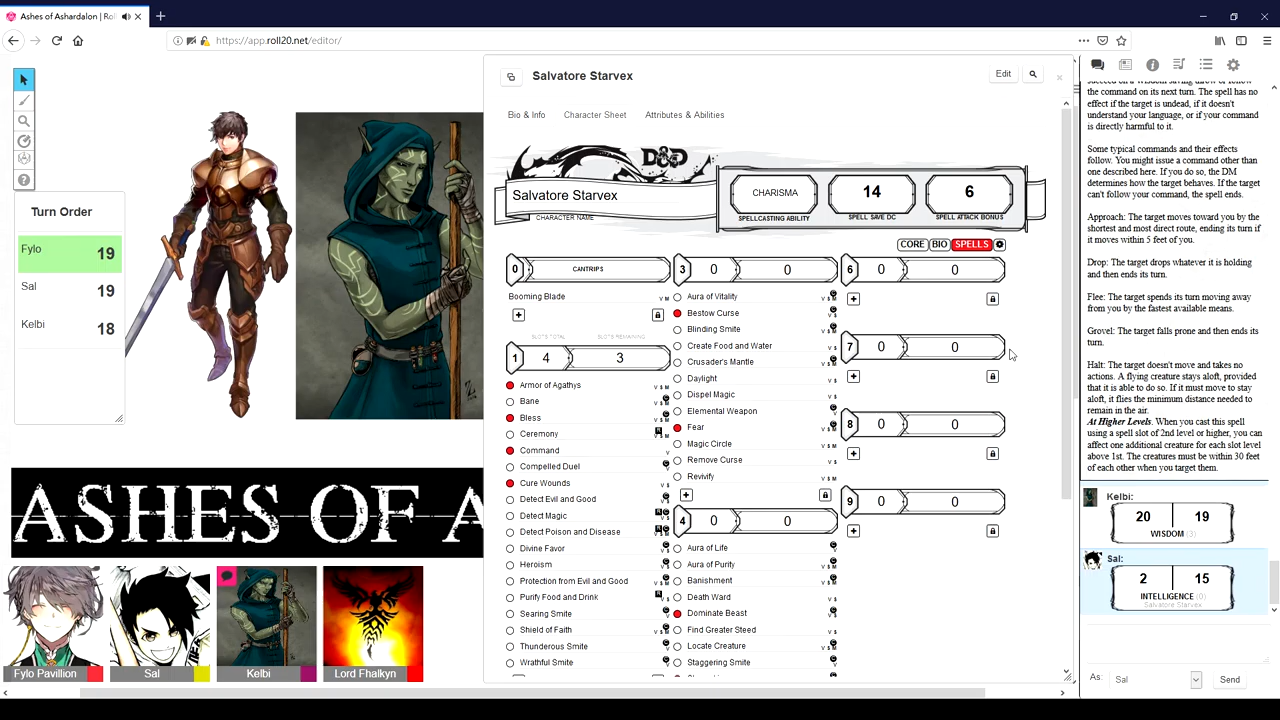 Ashes of Ashardalon | Rol
https://app.roll20.net/editor/
Turn Order
Fylo 19
Sal 19
Kelbi 18
ASHES OF A
Fylo Pavillion
Sal
Kelbi
Lord Fhalkyn
Salvatore Starvex
Edit
Bio & Info
Character Sheet
Attributes & Abilities
D&D
Salvatore Starvex
CHARACTER NAME
CHARISMA
14
6
SPELLCASTING ABILITY
SPELL SAVE DC
SPELL ATTACK BONUS
CORE BIO SPELLS
0 CANTRIPS
Booming Blade V M
SLOTS TOTAL SLOTS REMAINING
1 4 3
Armor of Agathys V S M
Bane
Bless
Ceremony
Command V
Compelled Duel
Cure Wounds V S
Detect Evil and Good
Detect Magic
Detect Poison and Disease
Divine Favor
Heroism
Protection from Evil and Good
Purify Food and Drink
Searing Smite
Shield of Faith
Thunderous Smite
Wrathful Smite
3 0 0
Aura of Vitality
Bestow Curse
Blinding Smite
Create Food and Water V S
Crusader's Mantle
Daylight V S
Dispel Magic V S
Elemental Weapon
Fear
Magic Circle
Remove Curse V S
Revivify
4 0 0
Aura of Life
Aura of Purity
Banishment
Death Ward V S
Dominate Beast
Find Greater Steed V S
Locate Creature
Staggering Smite
6 0 0
7 0 0
8 0 0
9 0 0
succeed on a Wisdom saving throw or follow
the command on its next turn. The spell has no
effect if the target is undead, if it doesn't
understand your language, or if your command
is directly harmful to it.
Some typical commands and their effects
follow. You might issue a command other than
one described here. If you do so, the DM
determines how the target behaves. If the target
can't follow your command, the spell ends.
Approach: The target moves toward you by the
shortest and most direct route, ending its turn if
it moves within 5 feet of you.
Drop: The target drops whatever it is holding
and then ends its turn.
Flee: The target spends its turn moving away
from you by the fastest available means.
Grovel: The target falls prone and then ends its
turn.
Halt: The target doesn't move and takes no
actions. A flying creature stays aloft, provided
that it is able to do so. If it must move to stay
aloft, it flies the minimum distance needed to
remain in the air.
At Higher Levels. When you cast this spell
using a spell slot of 2nd level or higher, you can
affect one additional creature for each slot level
above 1st. The creatures must be within 30 feet
of each other when you target them.
Kelbi:
20 19
WISDOM (3)
Sal:
2 15
INTELLIGENCE (0)
Salvatore Starvex
As: Sal Send